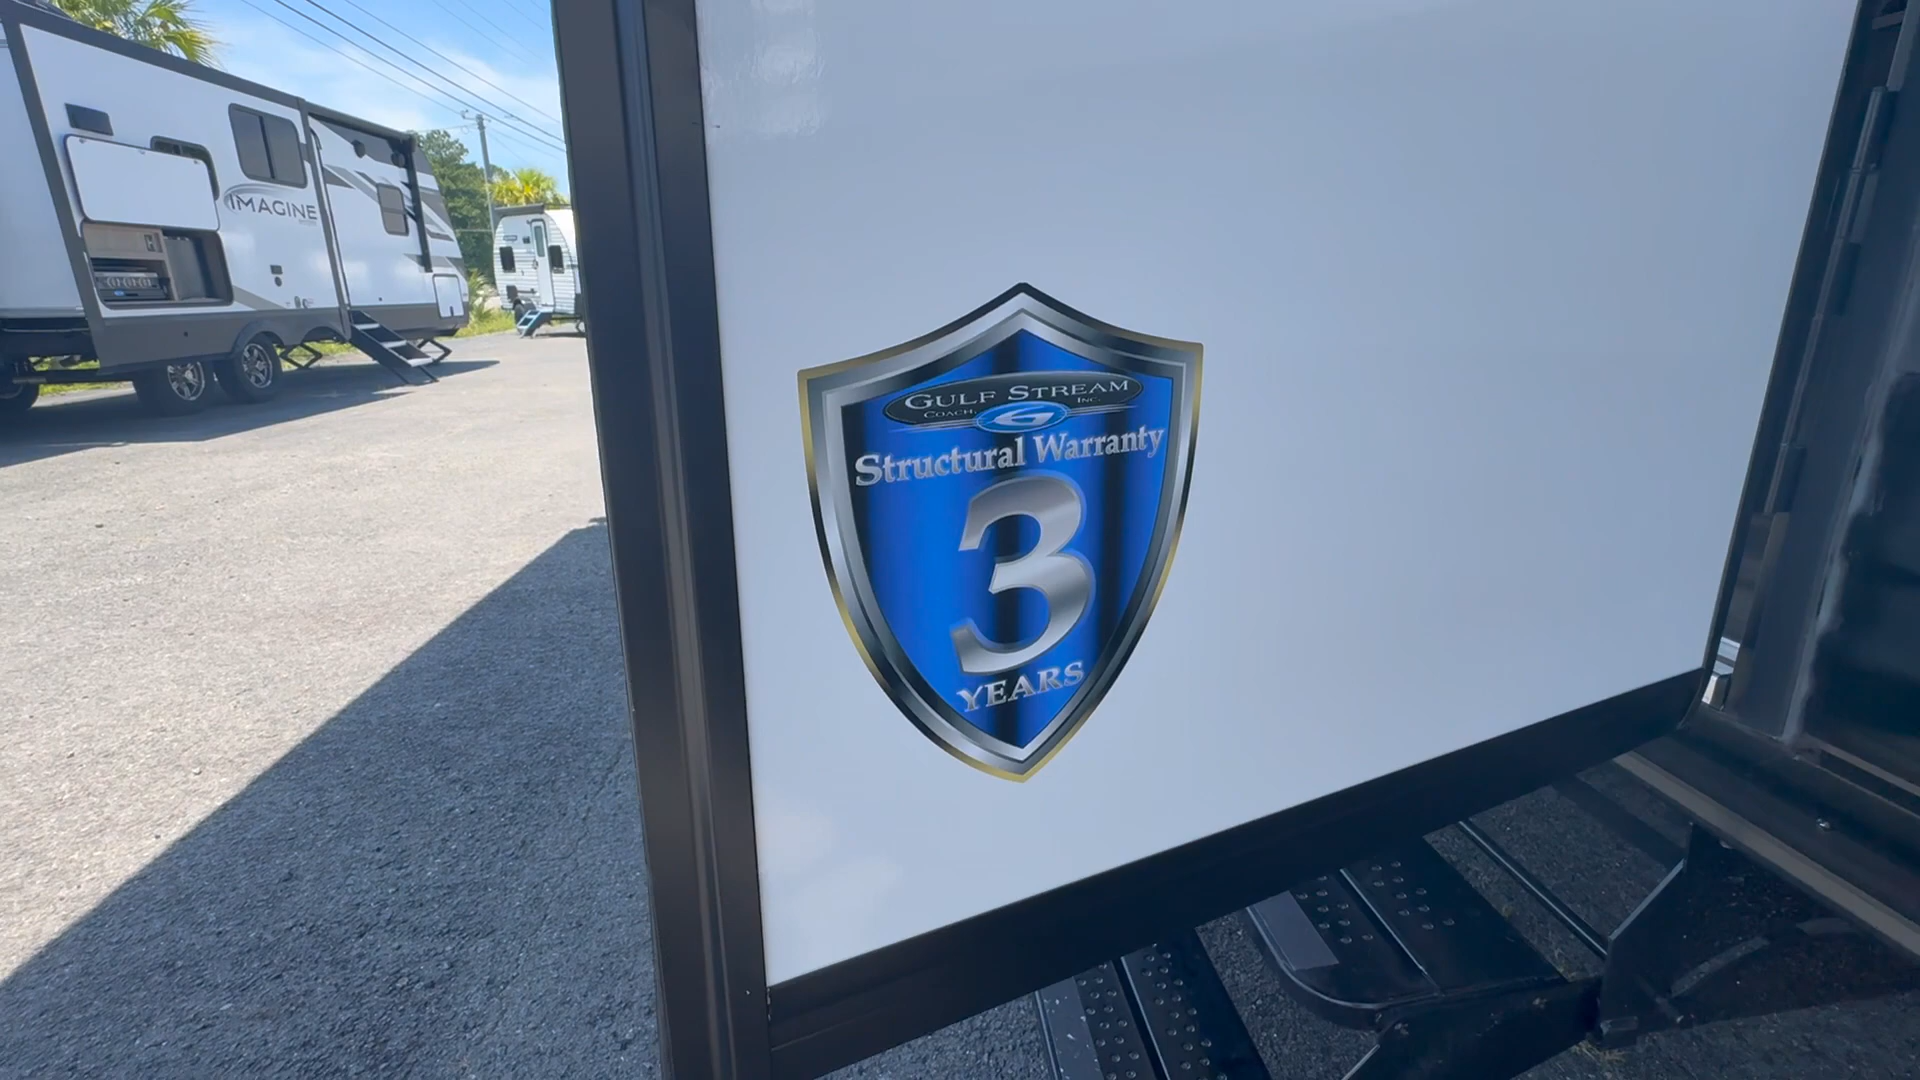 IMAGINE
GULF STREAM
COACH, INC.
G
Structural Warranty
3
YEARS